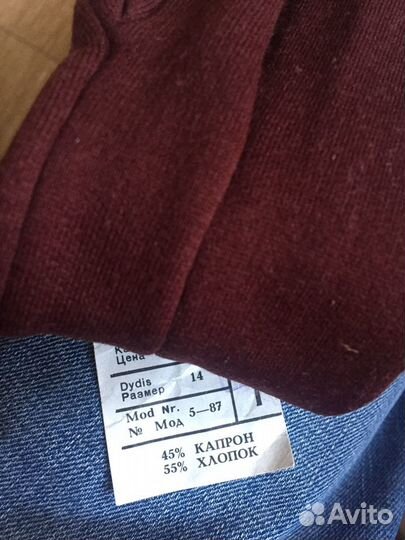 Цена
Dydis 14
Размер
Mod Nr. 5—87
№ Мод
45% КАПРОН
55% ХЛОПОК
Avito